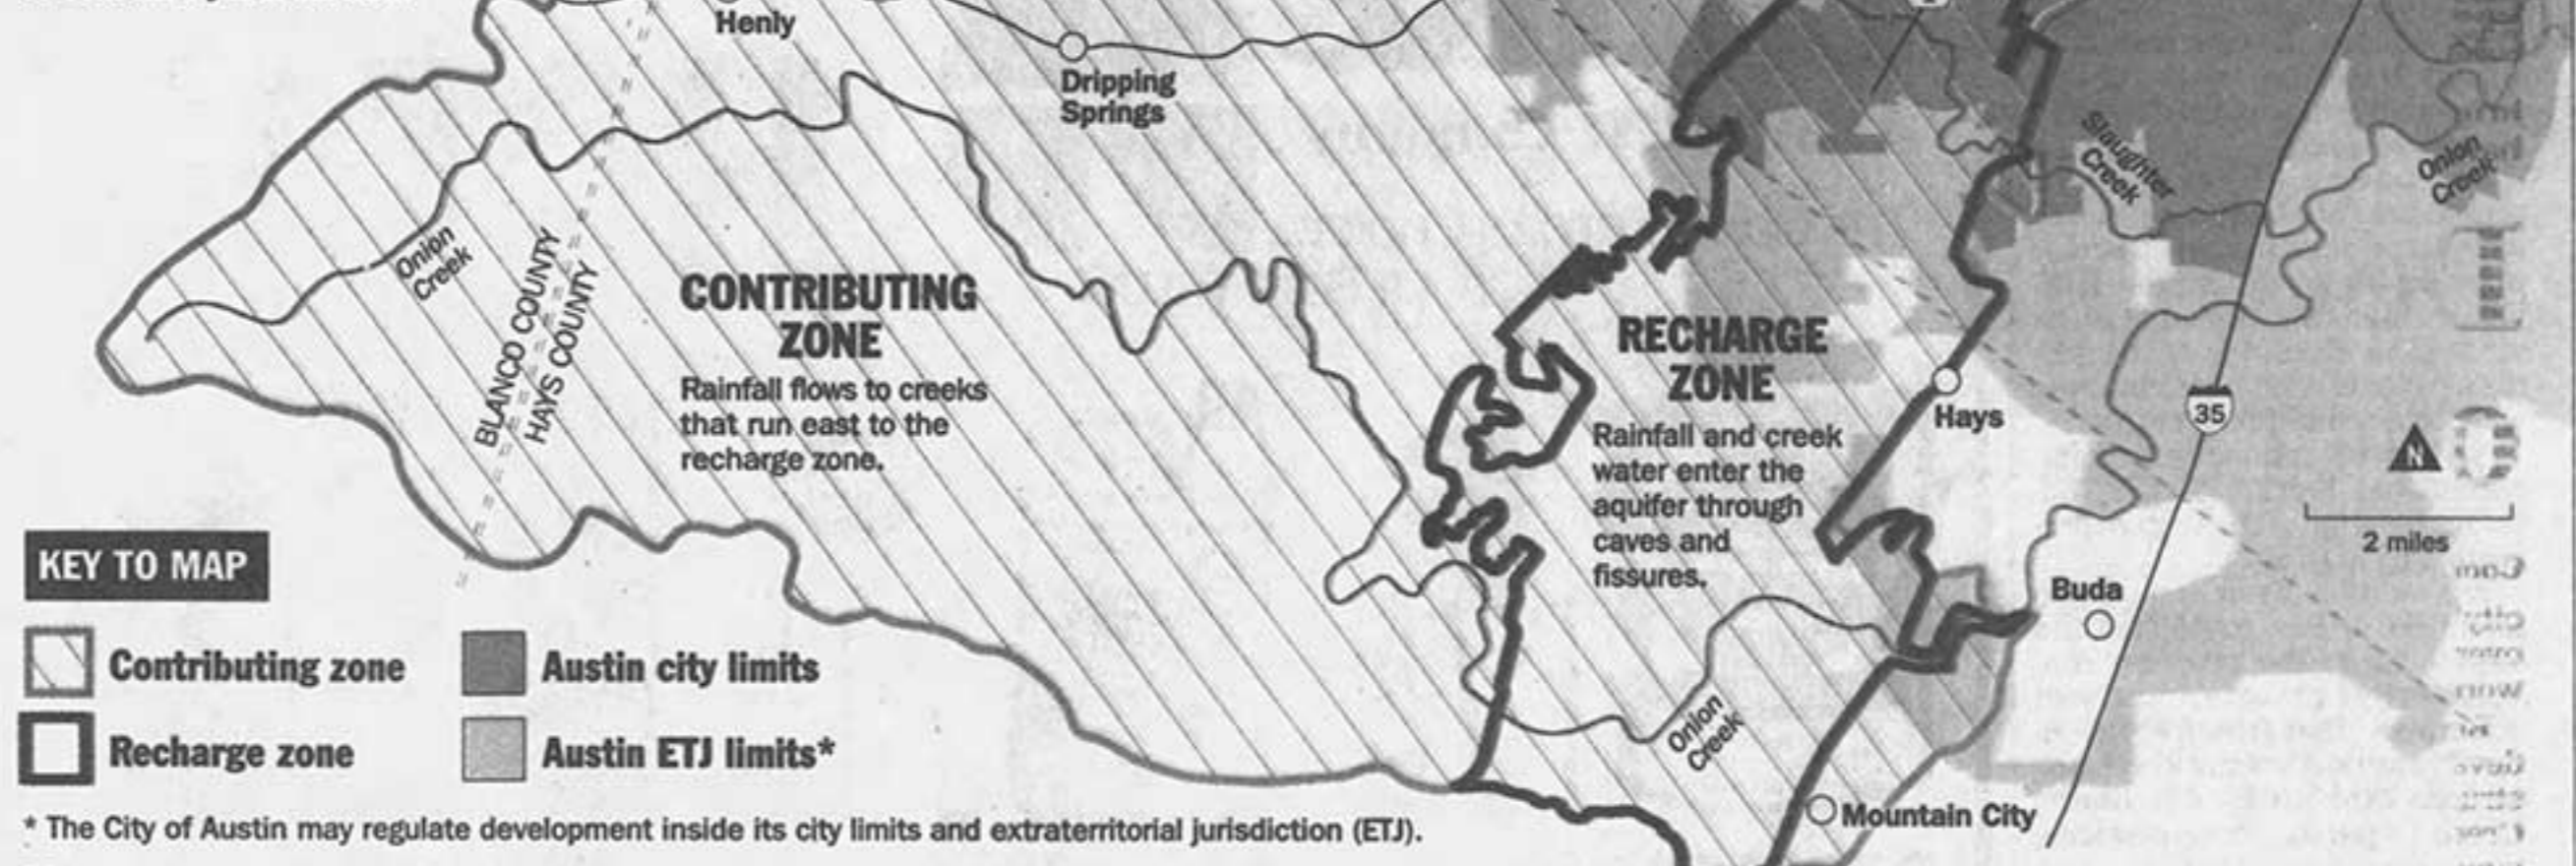 Henly
Dripping
Springs
Slaughter
Creek
Onion
Creek
Onion
Creek
BLANCO COUNTY
HAYS COUNTY
CONTRIBUTING
ZONE
Rainfall flows to creeks
that run east to the
recharge zone.
RECHARGE
ZONE
Rainfall and creek
water enter the
aquifer through
caves and
fissures.
Hays
35
N
2 miles
Buda
Onion
Creek
Mountain City
KEY TO MAP
Contributing zone
Recharge zone
Austin city limits
Austin ETJ limits*
* The City of Austin may regulate development inside its city limits and extraterritorial jurisdiction (ETJ).